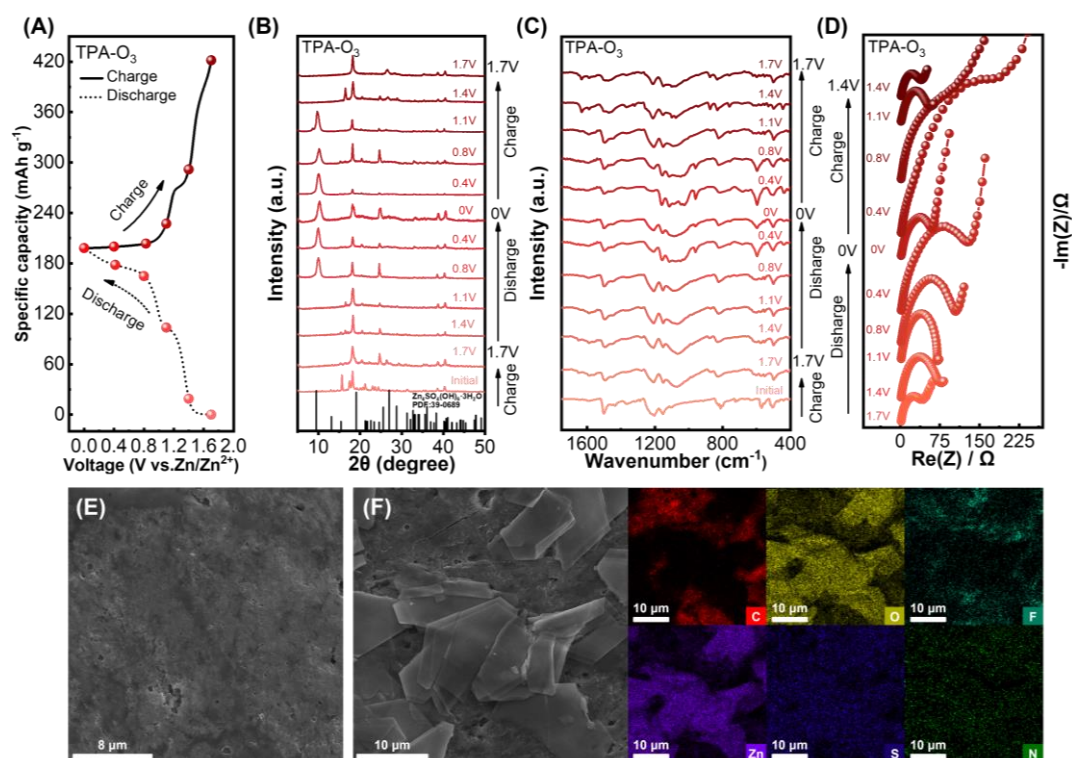 (A)
TPA-O₃
Charge
Discharge
Charge
Discharge
420
360
300
240
180
120
60
0
0.0 0.4 0.8 1.2 1.6 2.0
Specific capacity (mAh g⁻¹)
Voltage (V vs.Zn/Zn²⁺)
(B)
TPA-O₃
1.7V
1.4V
1.1V
0.8V
0.4V
0V
0.4V
0.8V
1.1V
1.4V
1.7V
Initial
Zn₄SO₄(OH)₆·3H₂O
PDF:39-0689
10 20 30 40 50
Intensity (a.u.)
2θ (degree)
1.7V
Charge
0V
Disharge
1.7V
Charge
(C)
TPA-O₃
1.7V
1.4V
1.1V
0.8V
0.4V
0V
0.4V
0.8V
1.1V
1.4V
1.7V
Initial
1600 1200 800 400
Intensity (a.u.)
Wavenumber (cm⁻¹)
1.7V
Charge
0V
Disharge
1.7V
Charge
(D)
TPA-O₃
1.4V
1.1V
0.8V
0.4V
0V
0.4V
0.8V
1.1V
1.4V
1.7V
1.4V
Charge
0V
Disharge
0 75 150 225
Re(Z) / Ω
-Im(Z)/Ω
(E)
8 μm
(F)
10 μm
10 μm C
10 μm O
10 μm F
10 μm Zn
10 μm S
10 μm N